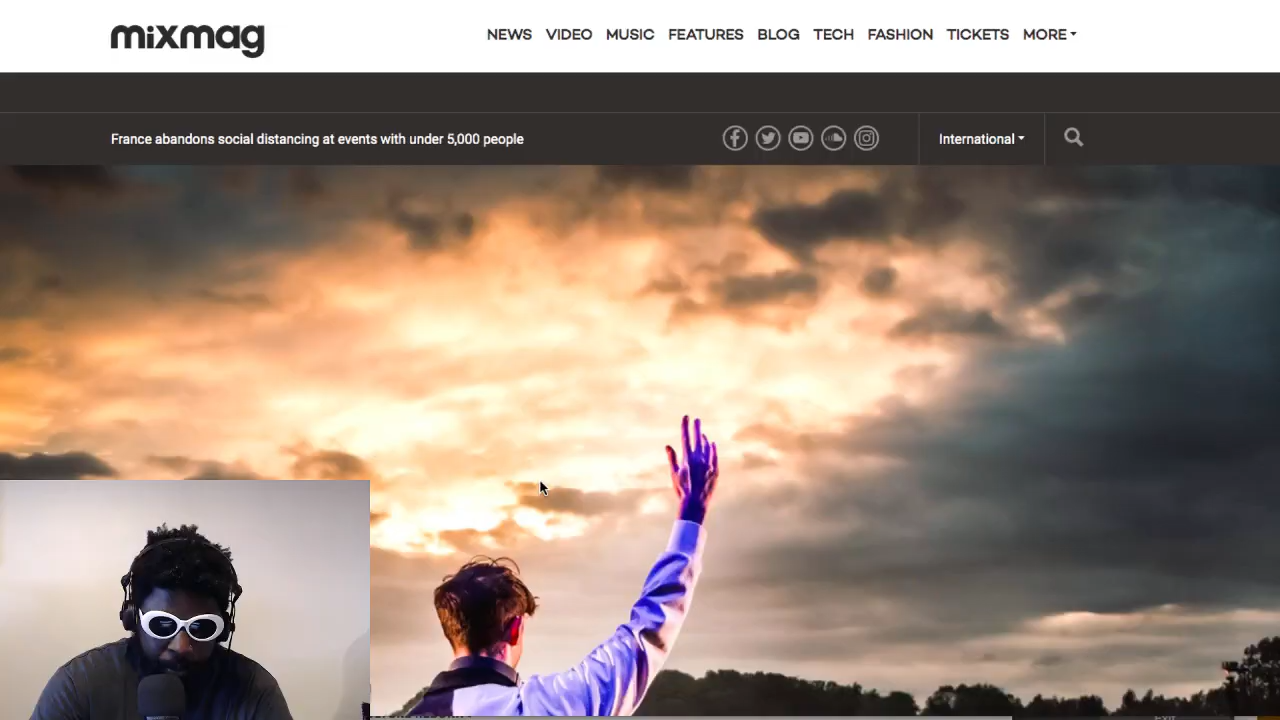 mixmag
NEWS VIDEO MUSIC FEATURES BLOG TECH FASHION TICKETS MORE
France abandons social distancing at events with under 5,000 people
International